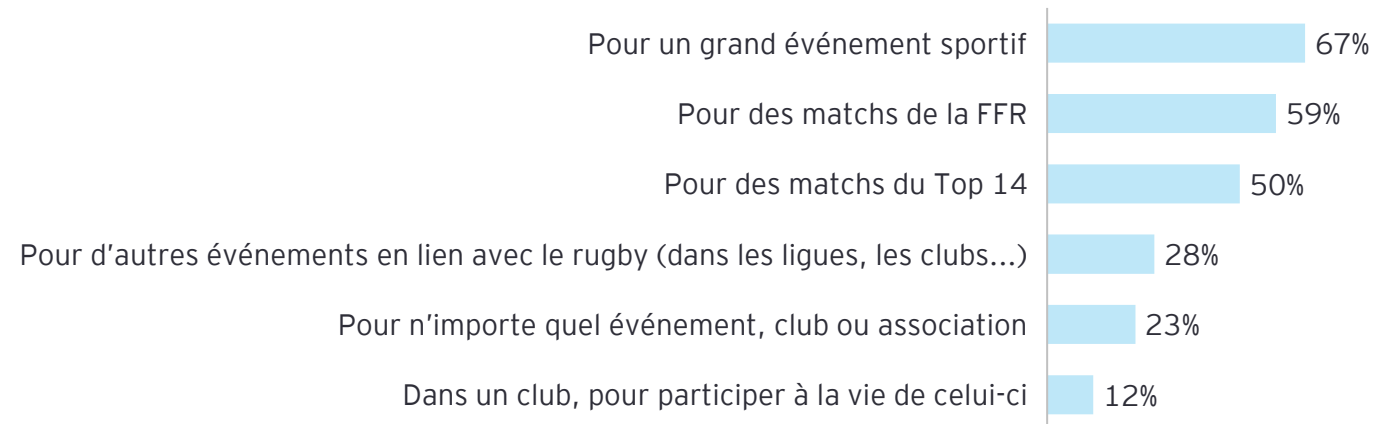 Pour un grand événement sportif 67%
Pour des matchs de la FFR 59%
Pour des matchs du Top 14 50%
Pour d’autres événements en lien avec le rugby (dans les ligues, les clubs...) 28%
Pour n’importe quel événement, club ou association 23%
Dans un club, pour participer à la vie de celui-ci 12%